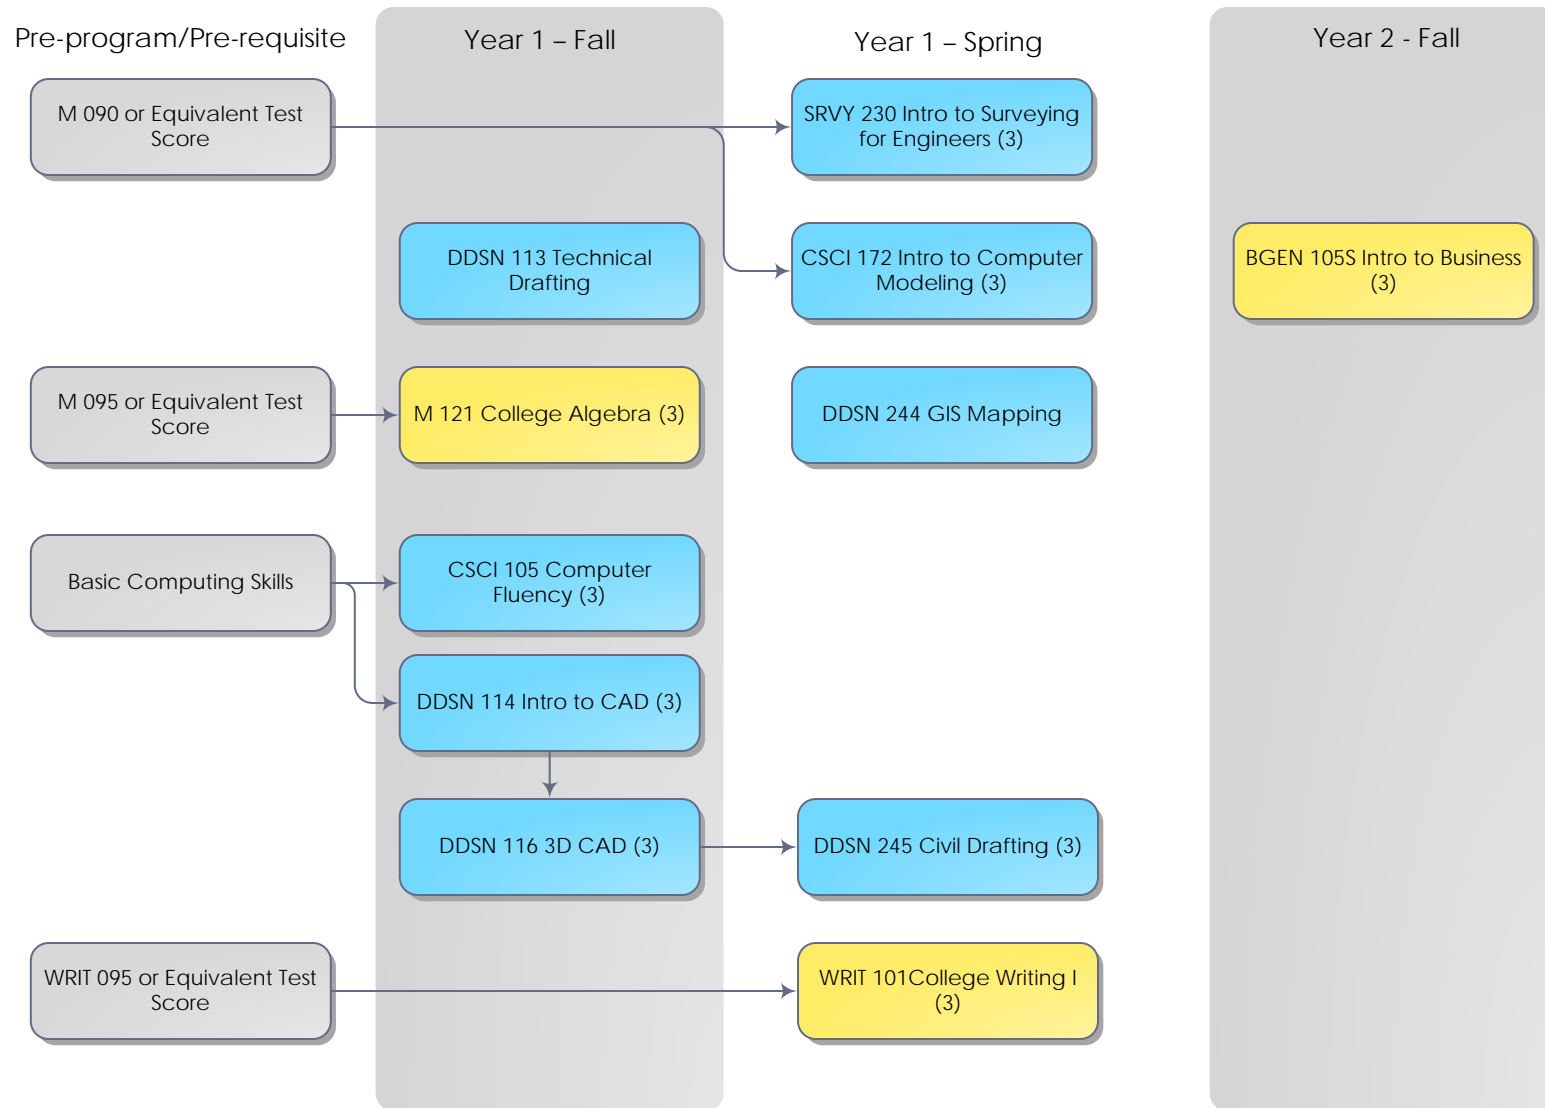 Pre-program/Pre-requisite
Year 1 – Fall
Year 1 – Spring
Year 2 - Fall
M 090 or Equivalent Test
Score
SRVY 230 Intro to Surveying
for Engineers (3)
DDSN 113 Technical
Drafting
CSCI 172 Intro to Computer
Modeling (3)
BGEN 105S Intro to Business
(3)
M 095 or Equivalent Test
Score
M 121 College Algebra (3)
DDSN 244 GIS Mapping
Basic Computing Skills
CSCI 105 Computer
Fluency (3)
DDSN 114 Intro to CAD (3)
DDSN 116 3D CAD (3)
DDSN 245 Civil Drafting (3)
WRIT 095 or Equivalent Test
Score
WRIT 101College Writing I
(3)